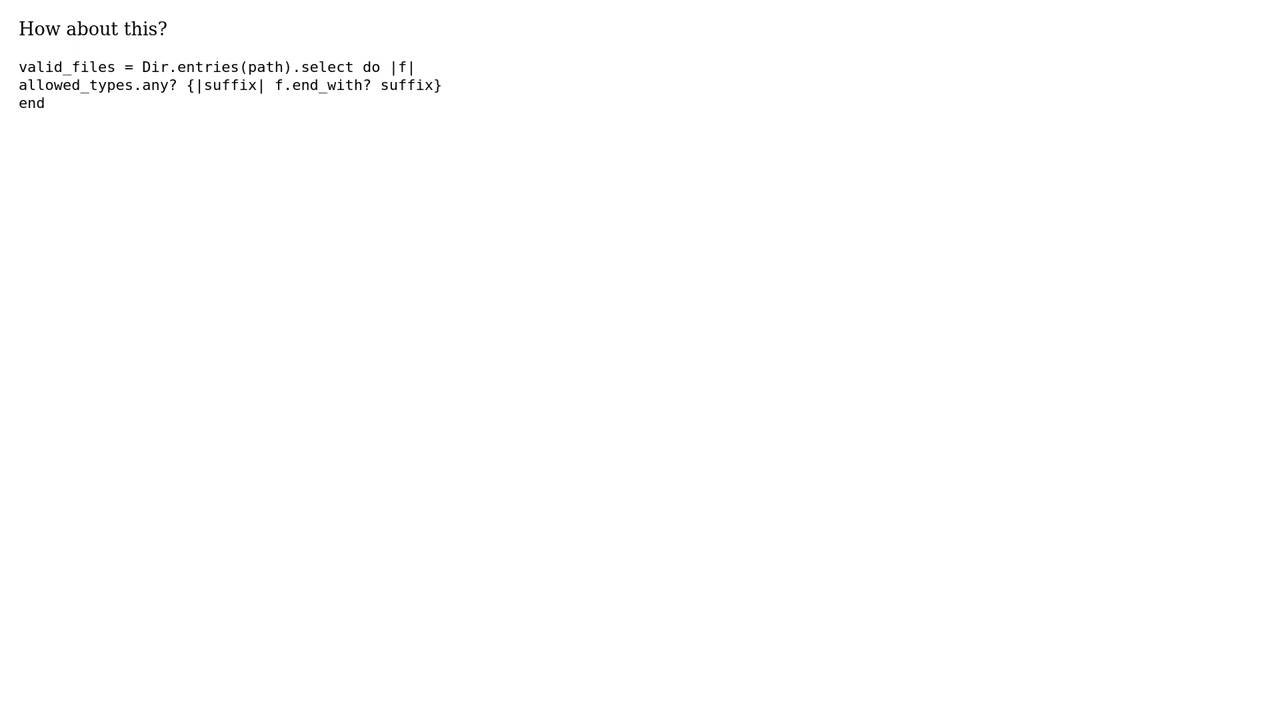 How about this?
valid_files = Dir.entries(path).select do |f|
allowed_types.any? {|suffix| f.end_with? suffix}
end